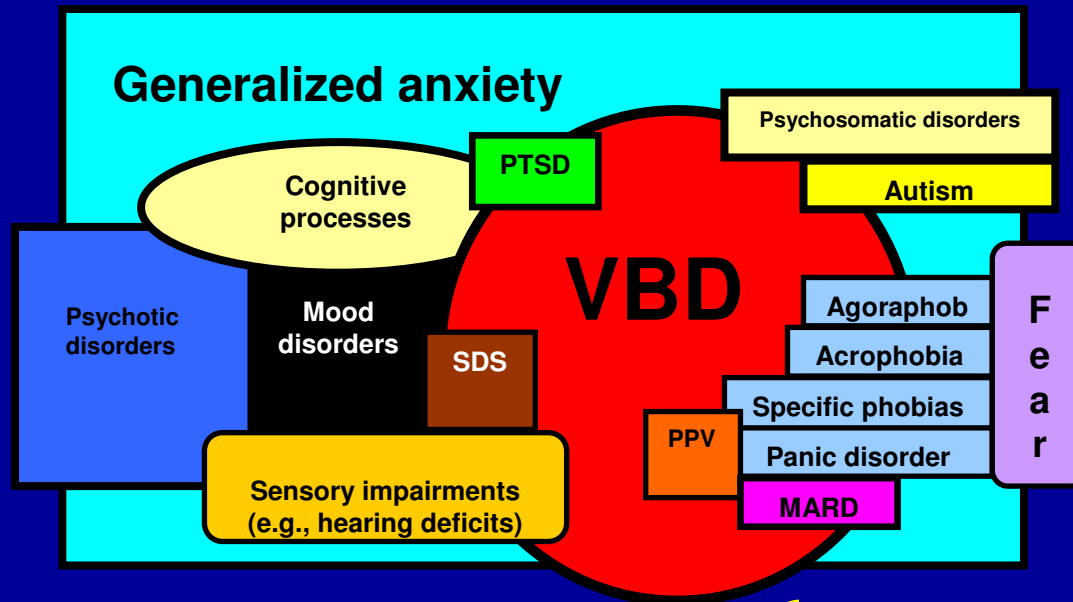 Generalized anxiety
Psychosomatic disorders
PTSD
Cognitive
processes
Autism
VBD
Agoraphob
Mood
disorders
Psychotic
disorders
SDS
Acrophobia
Specific phobias
PPV
Panic disorder
MARD
Sensory impairments
(e.g., hearing deficits)
F
e
a
r